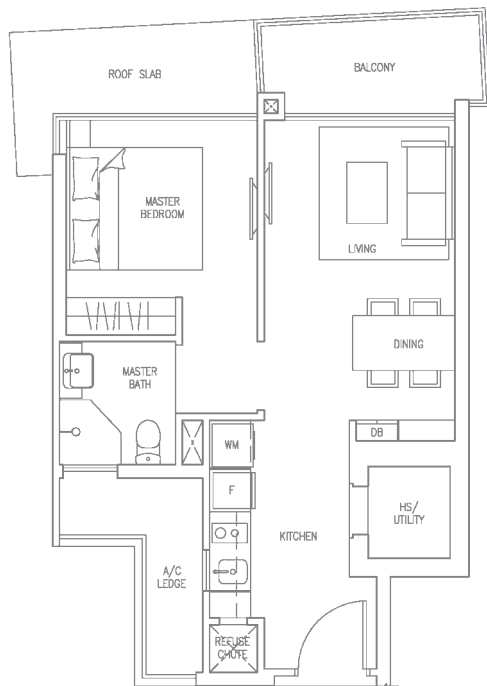 ROOF SLAB
BALCONY
MASTER
BEDROOM
LIVING
DINING
MASTER
BATH
DB
WM
F
HS/
UTILITY
KITCHEN
A/C
LEDGE
REFUSE
CHUTE